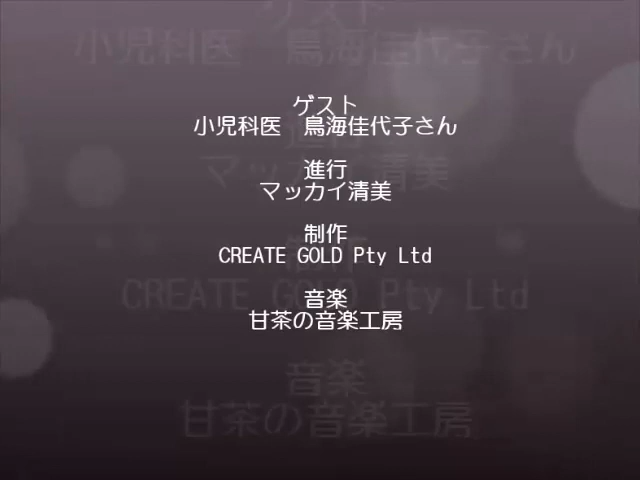 ゲスト
小児科医　鳥海佳代子さん
進行
マッカイ清美
制作
CREATE GOLD Pty Ltd
音楽
甘茶の音楽工房